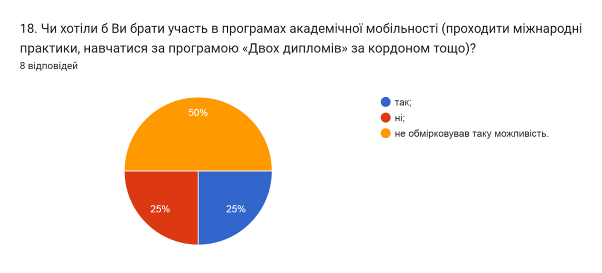 18. Чи хотіли б Ви брати участь в програмах академічної мобільності (проходити міжнародні
практики, навчатися за програмою «Двох дипломів» за кордоном тощо)?
8 відповідей
50%
25%
25%
так;
ні;
не обмірковував таку можливість.